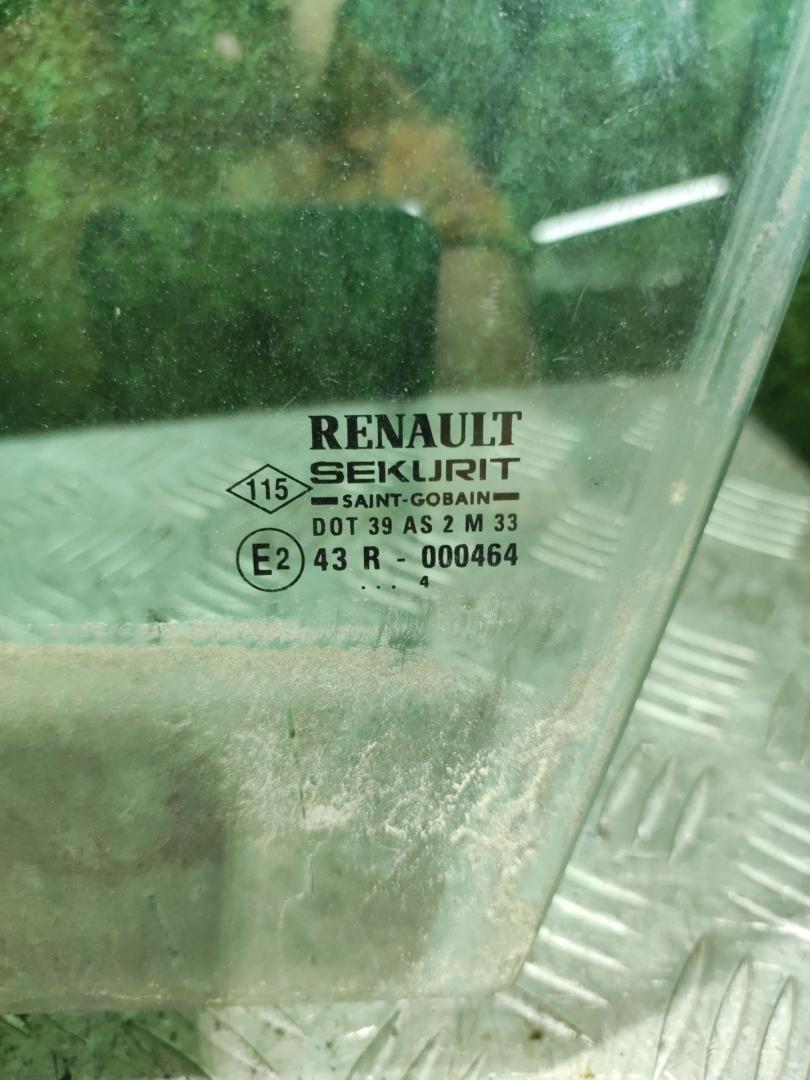 RENAULT
115
SEKURIT
SAINT-GOBAIN
DOT 39 AS 2 M 33
E2 43 R - 000464
. . . 4